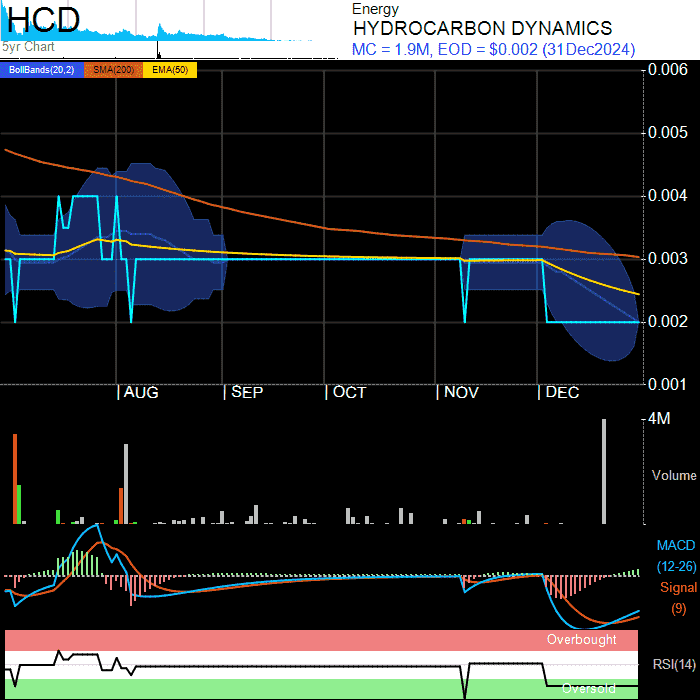 HCD
5yr Chart
Energy
HYDROCARBON DYNAMICS
MC = 1.9M, EOD = $0.002 (31Dec2024)
BollBands(20,2) SMA(200) EMA(50)
0.006
0.005
0.004
0.003
0.002
0.001
AUG SEP OCT NOV DEC
4M
Volume
MACD
(12-26)
Signal
(9)
Overbought
RSI(14)
Oversold